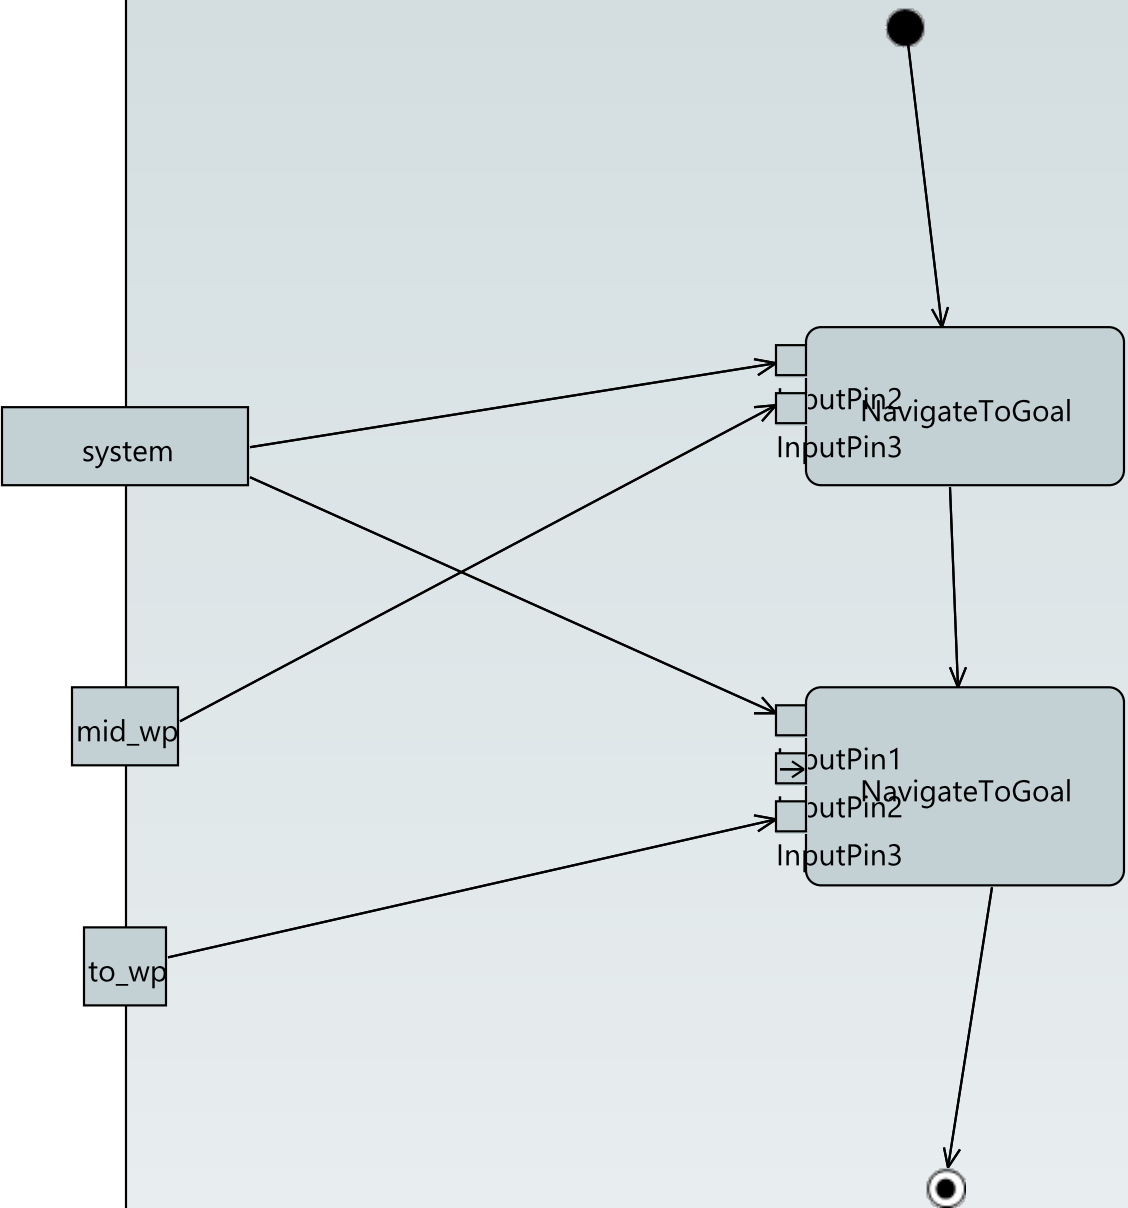 InputPin2
NavigateToGoal
InputPin3
system
mid_wp
InputPin1
NavigateToGoal
InputPin2
InputPin3
to_wp